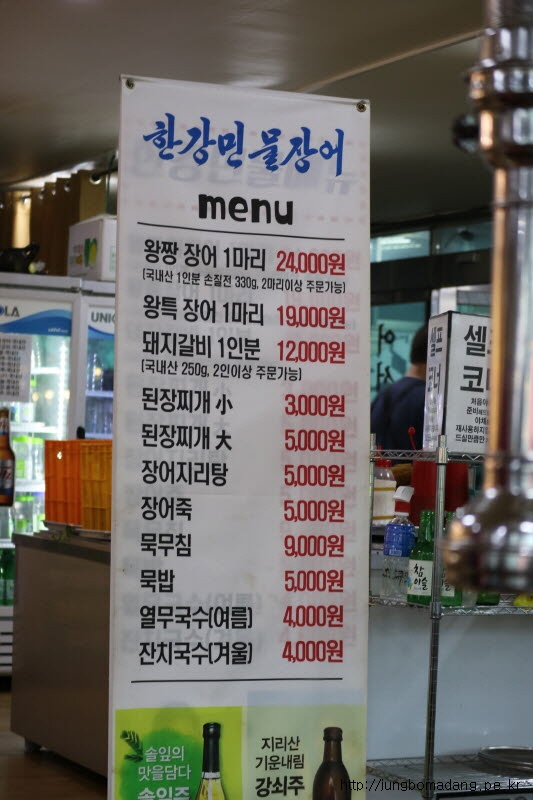 한강민물장어
menu
왕짱 장어 1마리 24,000원
(국내산 1인분 손질전 330g, 2마리이상 주문가능)
왕특 장어 1마리 19,000원
돼지갈비 1인분 12,000원
(국내산 250g, 2인이상 주문가능)
된장찌개 小 3,000원
된장찌개 大 5,000원
장어지리탕 5,000원
장어죽 5,000원
묵무침 9,000원
묵밥 5,000원
열무국수(여름) 4,000원
잔치국수(겨울) 4,000원
솔잎의
맛을담다
솔잎주
지리산
기운내림
강쇠주
셀프
코너
참이슬
http://jungbomadang.pe.kr